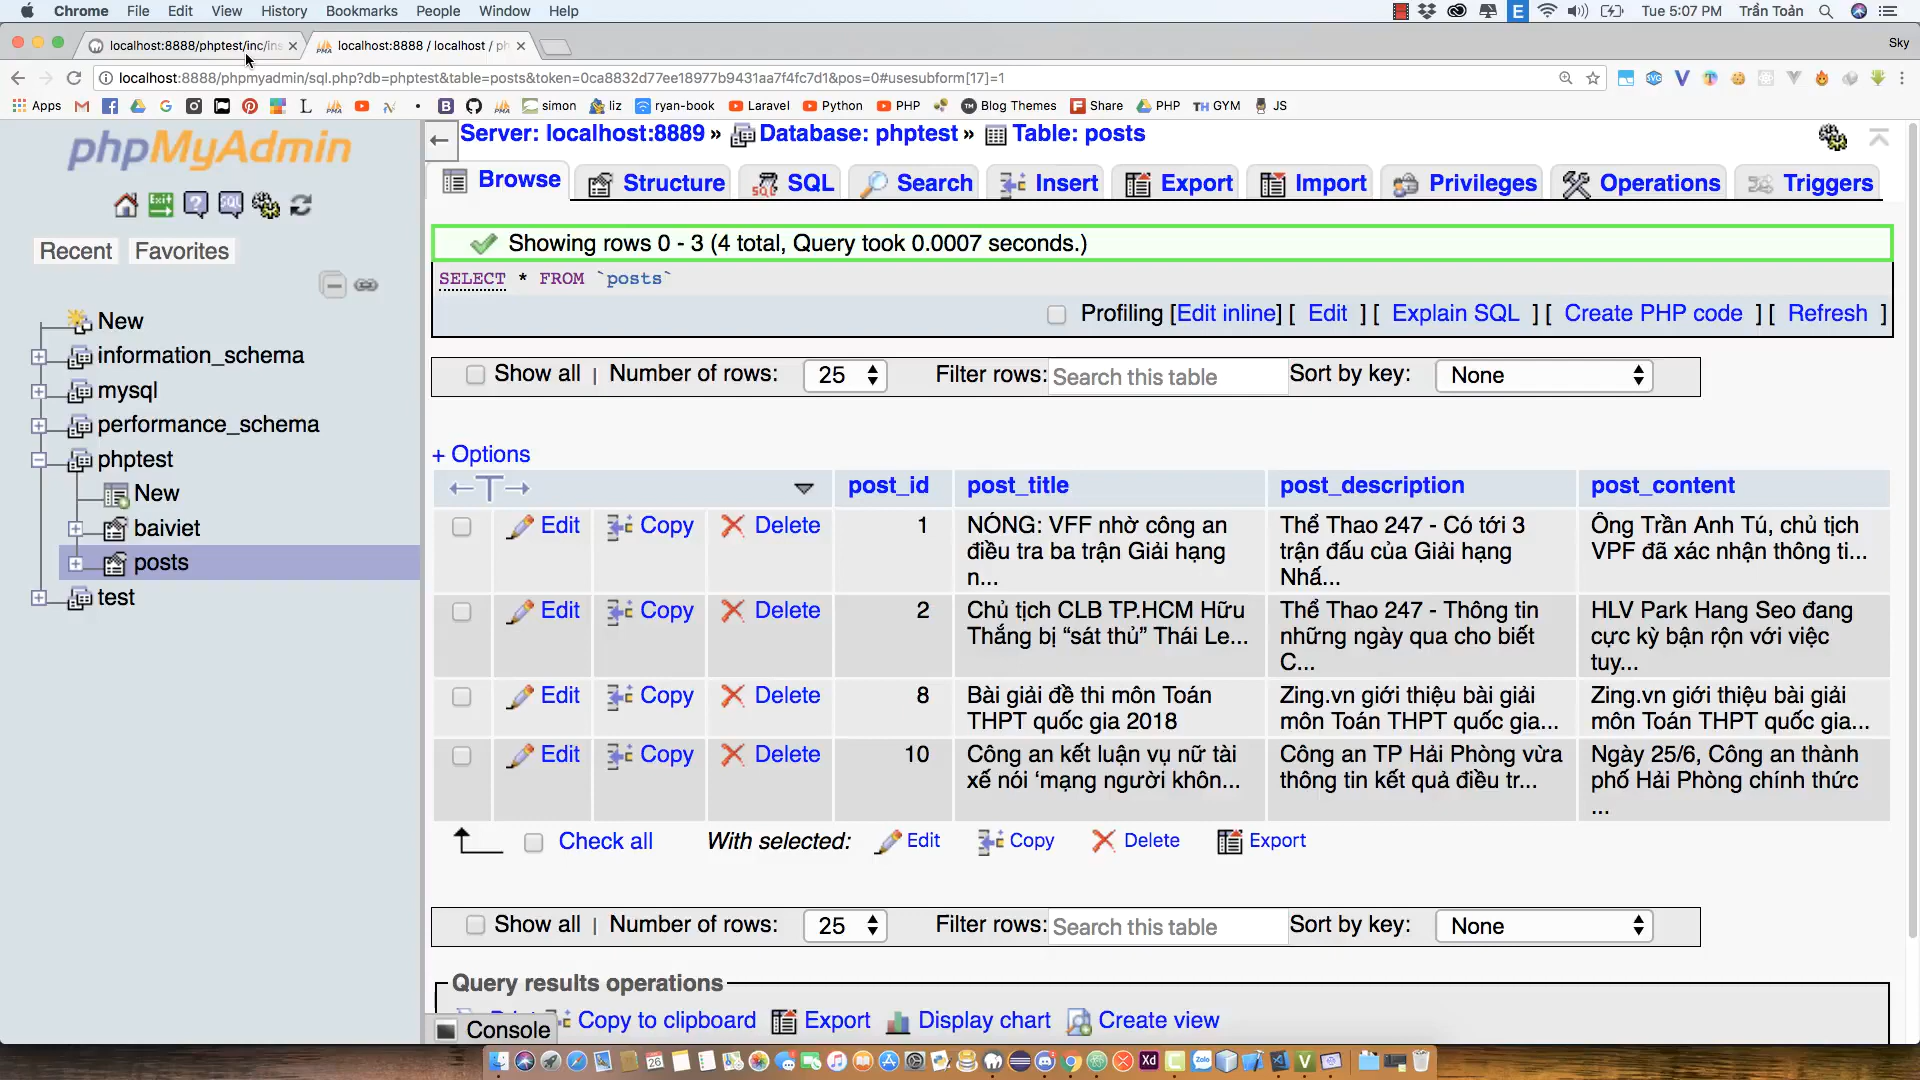 Chrome File Edit View History Bookmarks People Window Help Tue 5:07 PM Trần Toản
localhost:8888/phptest/inc/ins localhost:8888 / localhost / ph Sky
localhost:8888/phpmyadmin/sql.php?db=phptest&table=posts&token=0ca8832d77ee18977b9431aa7f4fc7d1&pos=0#usesubform[17]=1
Apps simon liz ryan-book Laravel Python PHP Blog Themes Share PHP GYM JS
phpMyAdmin
Recent Favorites
New
information_schema
mysql
performance_schema
phptest
New
baiviet
posts
test
Server: localhost:8889 » Database: phptest » Table: posts
Browse Structure SQL Search Insert Export Import Privileges Operations Triggers
Showing rows 0 - 3 (4 total, Query took 0.0007 seconds.)
SELECT * FROM `posts`
Profiling [Edit inline] [ Edit ] [ Explain SQL ] [ Create PHP code ] [ Refresh ]
Show all | Number of rows: 25 Filter rows: Search this table Sort by key: None
+ Options
←T→ post_id post_title post_description post_content
Edit Copy Delete 1 NÓNG: VFF nhờ công an Thể Thao 247 - Có tới 3 Ông Trần Anh Tú, chủ tịch
điều tra ba trận Giải hạng trận đấu của Giải hạng VPF đã xác nhận thông ti...
n... Nhấ...
Edit Copy Delete 2 Chủ tịch CLB TP.HCM Hữu Thể Thao 247 - Thông tin HLV Park Hang Seo đang
Thắng bị “sát thủ” Thái Le... những ngày qua cho biết cực kỳ bận rộn với việc
C... tuy...
Edit Copy Delete 8 Bài giải đề thi môn Toán Zing.vn giới thiệu bài giải Zing.vn giới thiệu bài giải
THPT quốc gia 2018 môn Toán THPT quốc gia... môn Toán THPT quốc gia...
Edit Copy Delete 10 Công an kết luận vụ nữ tài Công an TP Hải Phòng vừa Ngày 25/6, Công an thành
xế nói ‘mạng người khôn... thông tin kết quả điều tr... phố Hải Phòng chính thức
...
Check all With selected: Edit Copy Delete Export
Show all | Number of rows: 25 Filter rows: Search this table Sort by key: None
Query results operations
Copy to clipboard Export Display chart Create view
Console